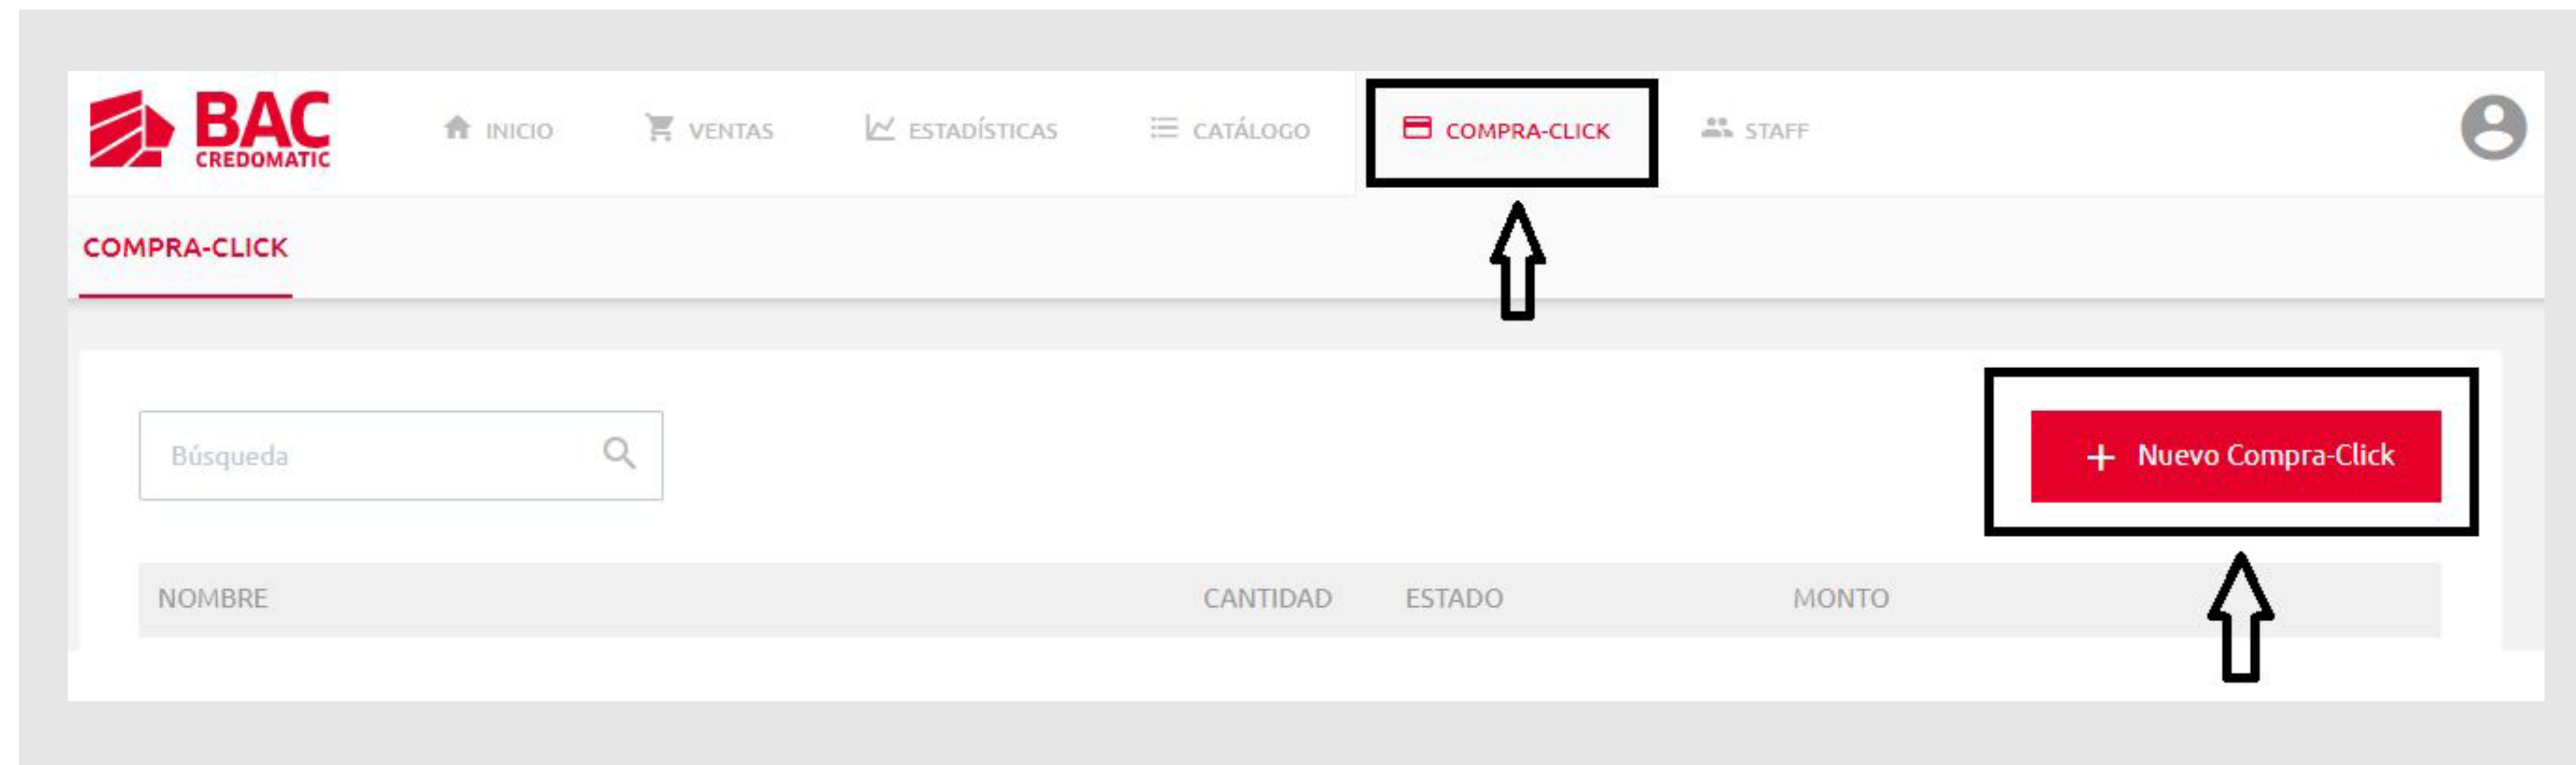 BAC
CREDOMATIC
INICIO
VENTAS
ESTADÍSTICAS
CATÁLOGO
COMPRA-CLICK
STAFF
COMPRA-CLICK
Búsqueda
+ Nuevo Compra-Click
NOMBRE
CANTIDAD
ESTADO
MONTO